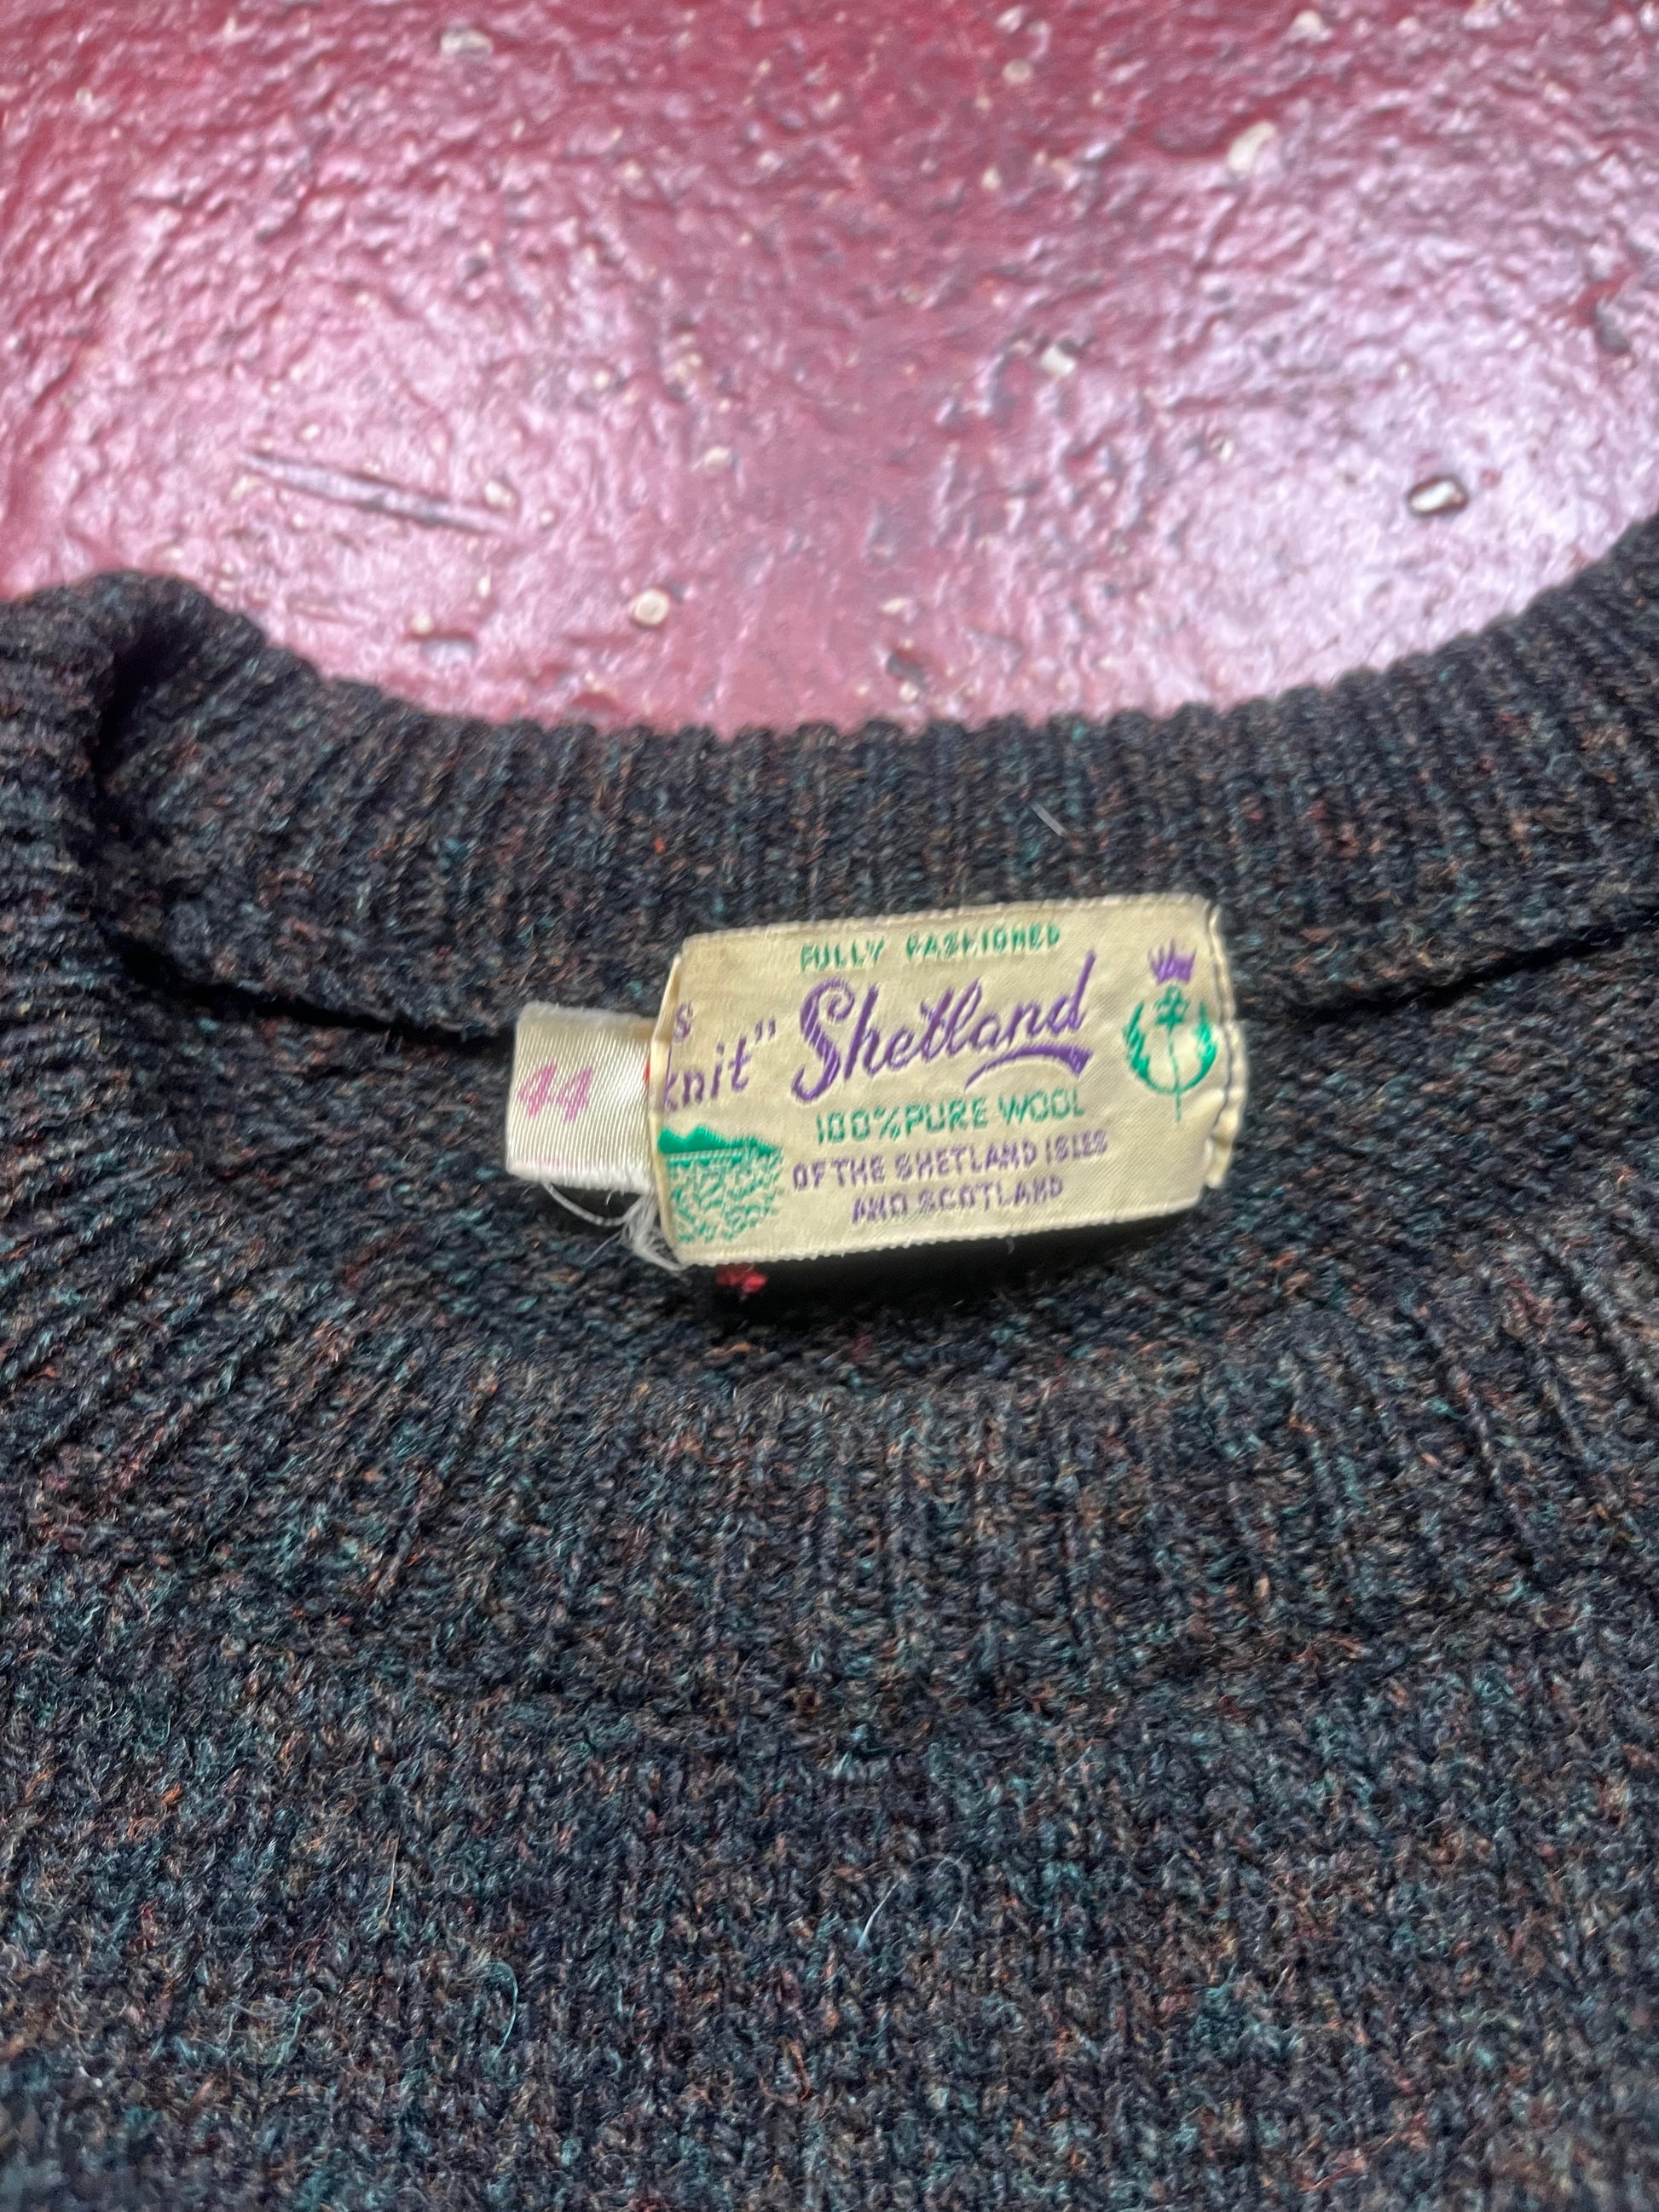 44
s
knit"
FULLY FASHIONED
Shetland
100% PURE WOOL
OF THE SHETLAND ISLES
AND SCOTLAND